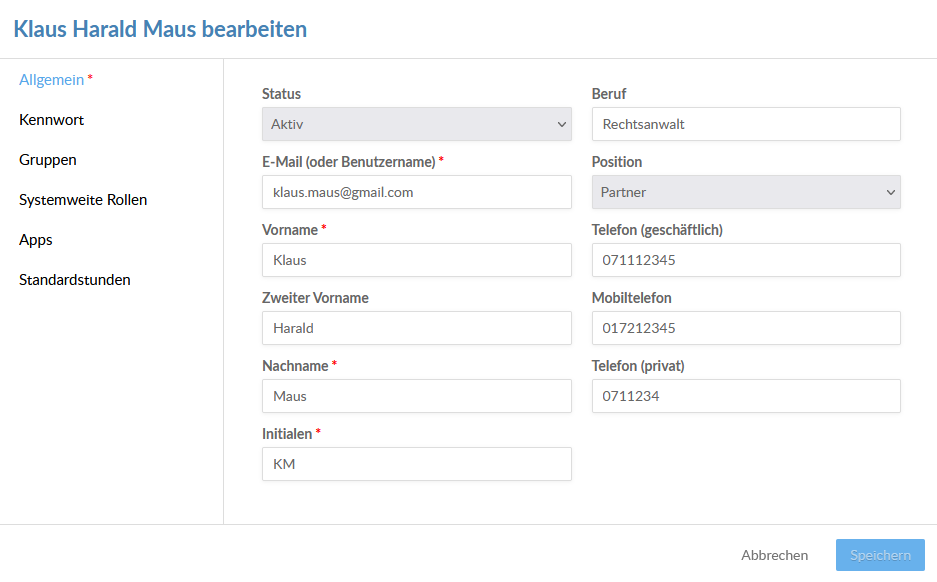 Klaus Harald Maus bearbeiten
Allgemein *
Kennwort
Gruppen
Systemweite Rollen
Apps
Standardstunden
Status
Aktiv
E-Mail (oder Benutzername) *
klaus.maus@gmail.com
Vorname *
Klaus
Zweiter Vorname
Harald
Nachname *
Maus
Initialen *
KM
Beruf
Rechtsanwalt
Position
Partner
Telefon (geschäftlich)
071112345
Mobiltelefon
017212345
Telefon (privat)
0711234
Abbrechen
Speichern